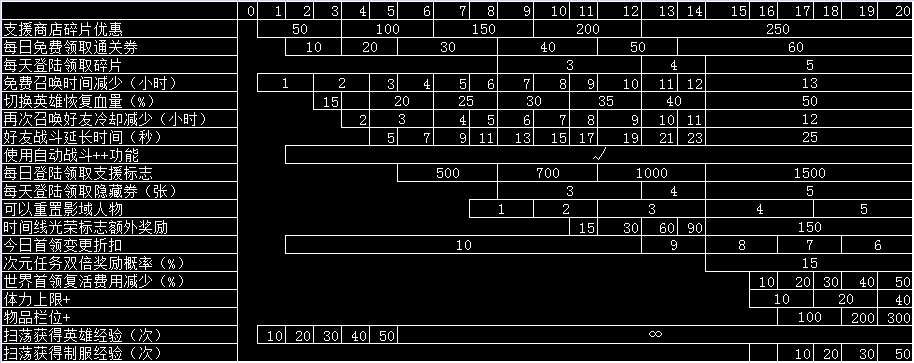 0 1 2 3 4 5 6 7 8 9 10 11 12 13 14 15 16 17 18 19 20
支援商店碎片优惠 50 100 150 200 250
每日免费领取通关券 10 20 30 40 50 60
每天登陆领取碎片 3 4 5
免费召唤时间减少（小时） 1 2 3 4 5 6 7 8 9 10 11 12 13
切换英雄恢复血量（%） 15 20 25 30 35 40 50
再次召唤好友冷却减少（小时） 2 3 4 5 6 7 8 9 10 11 12
好友战斗延长时间（秒） 5 7 9 11 13 15 17 19 21 23 25
使用自动战斗++功能 √
每日登陆领取支援标志 500 700 1000 1500
每天登陆领取隐藏券（张） 3 4 5
可以重置影域人物 1 2 3 4 5
时间线光荣标志额外奖励 15 30 60 90 150
今日首领变更折扣 10 9 8 7 6
次元任务双倍奖励概率（%） 15
世界首领复活费用减少（%） 10 20 30 40 50
体力上限+ 10 20 40
物品栏位+ 100 200 300
扫荡获得英雄经验（次） 10 20 30 40 50 ∞
扫荡获得制服经验（次） 10 20 30 50